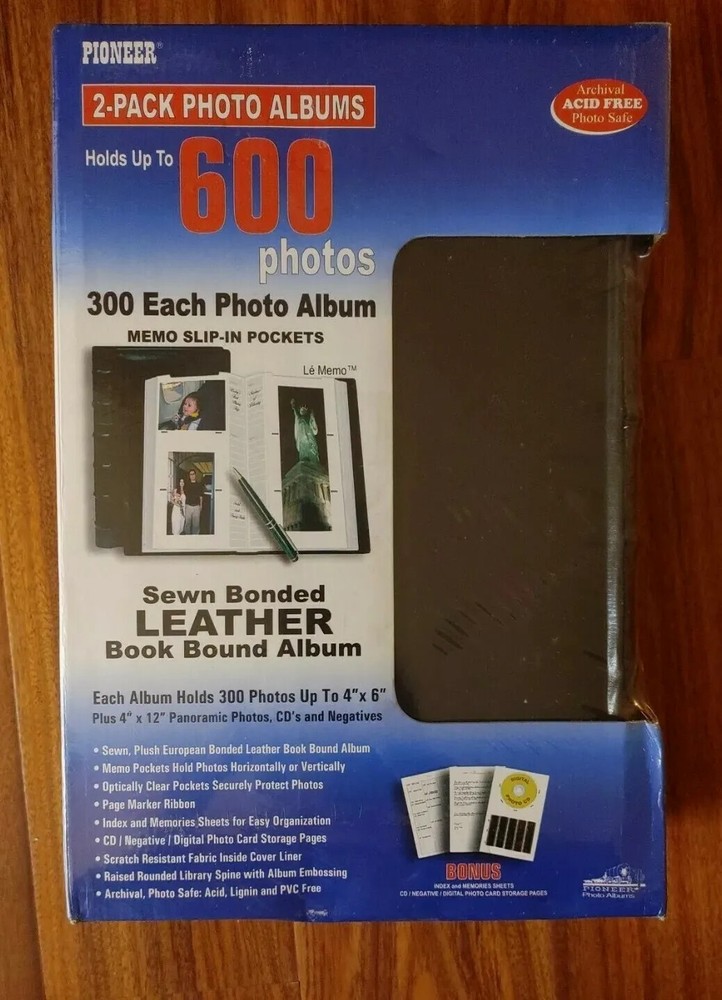 PIONEER®
2-PACK PHOTO ALBUMS
Archival
ACID FREE
Photo Safe
Holds Up To 600
photos
300 Each Photo Album
MEMO SLIP-IN POCKETS
Lé Memo™
Sewn Bonded
LEATHER
Book Bound Album
Each Album Holds 300 Photos Up To 4"x 6"
Plus 4" x 12" Panoramic Photos, CD's and Negatives
• Sewn, Plush European Bonded Leather Book Bound Album
• Memo Pockets Hold Photos Horizontally or Vertically
• Optically Clear Pockets Securely Protect Photos
• Page Marker Ribbon
• Index and Memories Sheets for Easy Organization
• CD / Negative / Digital Photo Card Storage Pages
• Scratch Resistant Fabric Inside Cover Liner
• Raised Rounded Library Spine with Album Embossing
• Archival, Photo Safe: Acid, Lignin and PVC Free
DIGITAL
BONUS
INDEX and MEMORIES SHEETS
CD / NEGATIVE / DIGITAL PHOTO CARD STORAGE PAGES
PIONEER
Photo Albums